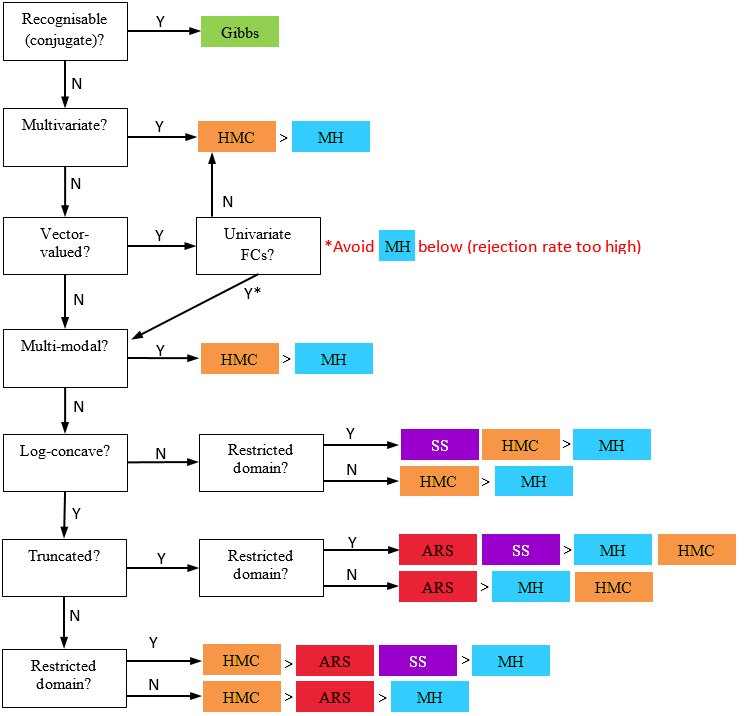 Recognisable
(conjugate)?
Y
Gibbs
N
Multivariate?
Y
HMC > MH
N
N
Vector-
valued?
Y
Univariate
FCs?
*Avoid MH below (rejection rate too high)
N
Y*
Multi-modal?
Y
HMC > MH
N
Log-concave?
N
Restricted
domain?
Y
SS HMC > MH
N
HMC > MH
Y
Truncated?
Y
Restricted
domain?
Y
ARS SS > MH HMC
N
ARS > MH HMC
N
Restricted
domain?
Y
HMC > ARS SS > MH
N
HMC > ARS > MH